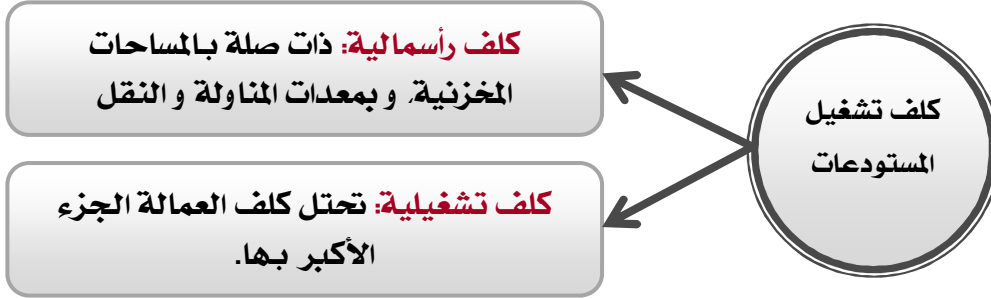 كلف تشغيل
المستودعات
كلف رأسمالية: ذات صلة بالمساحات
المخزنية، و بمعدات المناولة و النقل
كلف تشغيلية: تحتل كلف العمالة الجزء
الأكبر بها.